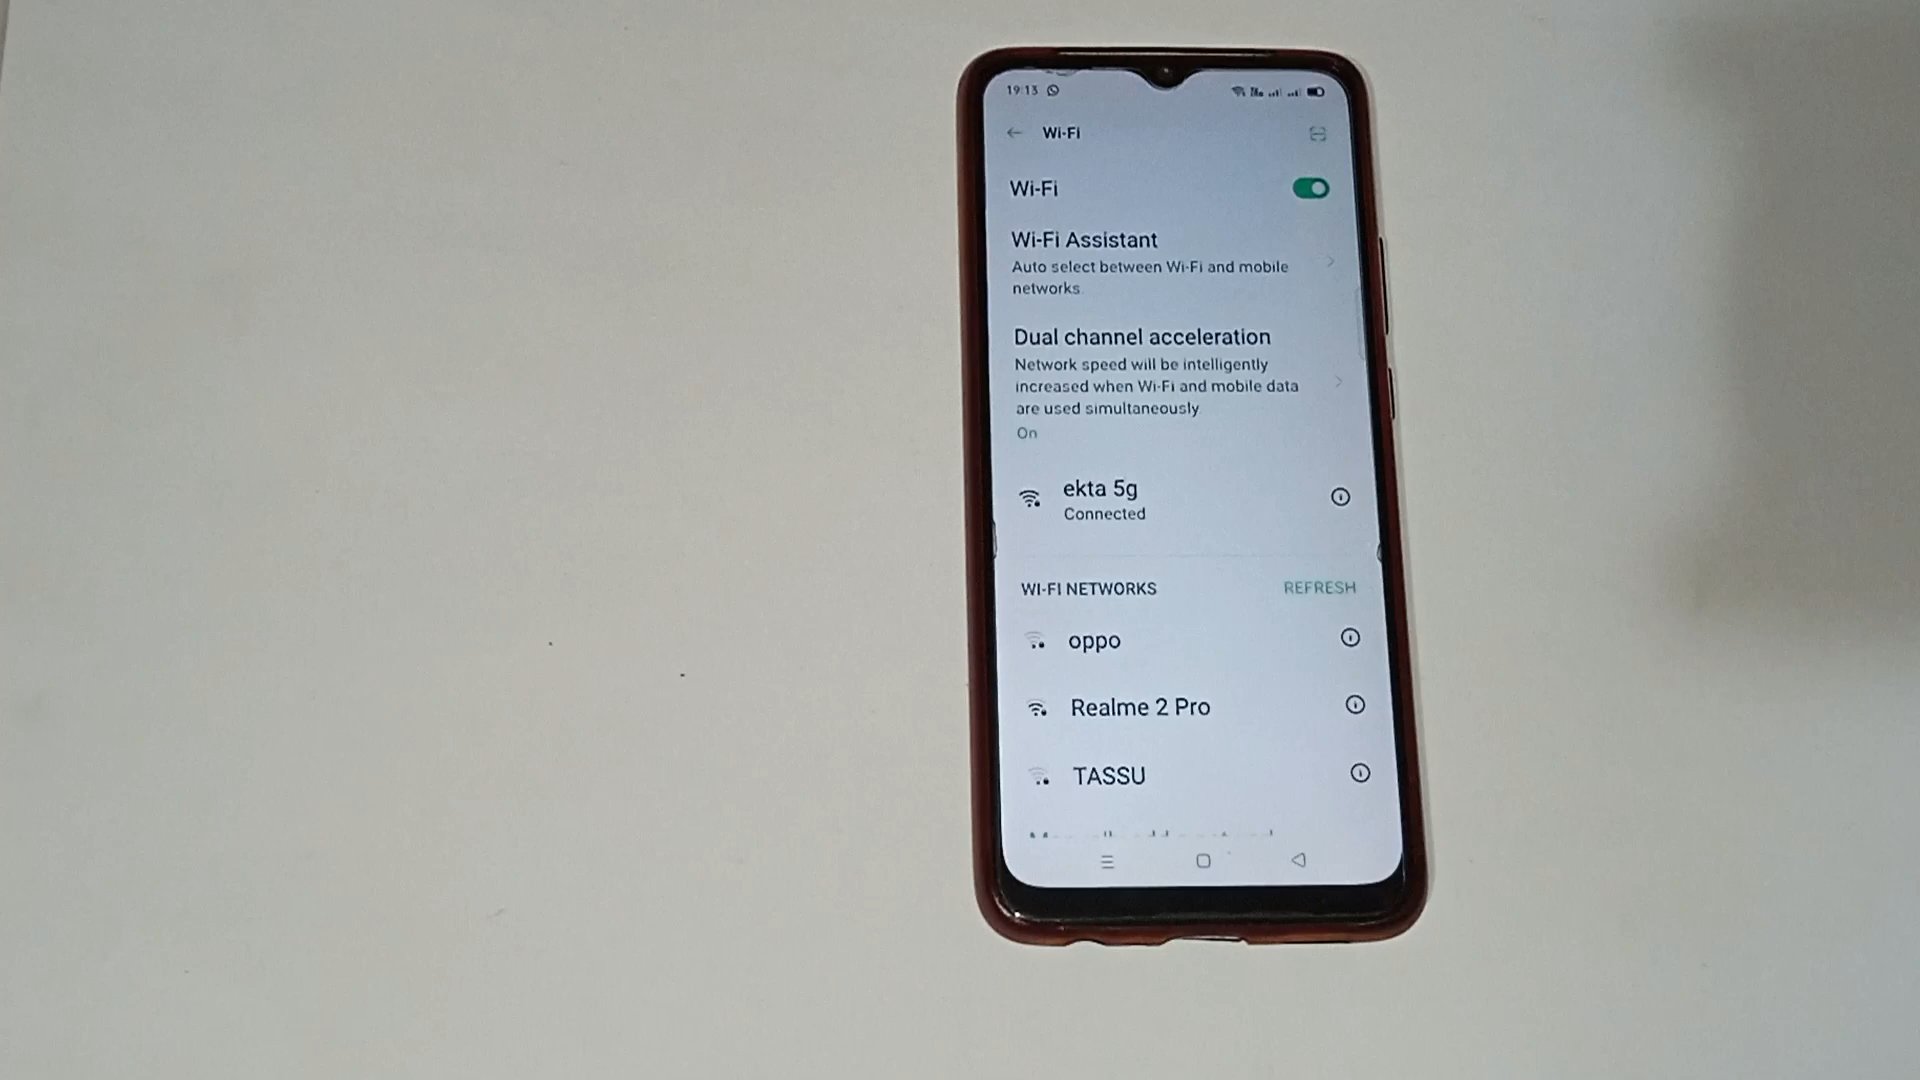 19:13
Wi-Fi
Wi-Fi
Wi-Fi Assistant
Auto select between Wi-Fi and mobile
networks.
Dual channel acceleration
Network speed will be intelligently
increased when Wi-Fi and mobile data
are used simultaneously
On
ekta 5g
Connected
WI-FI NETWORKS
REFRESH
oppo
Realme 2 Pro
TASSU